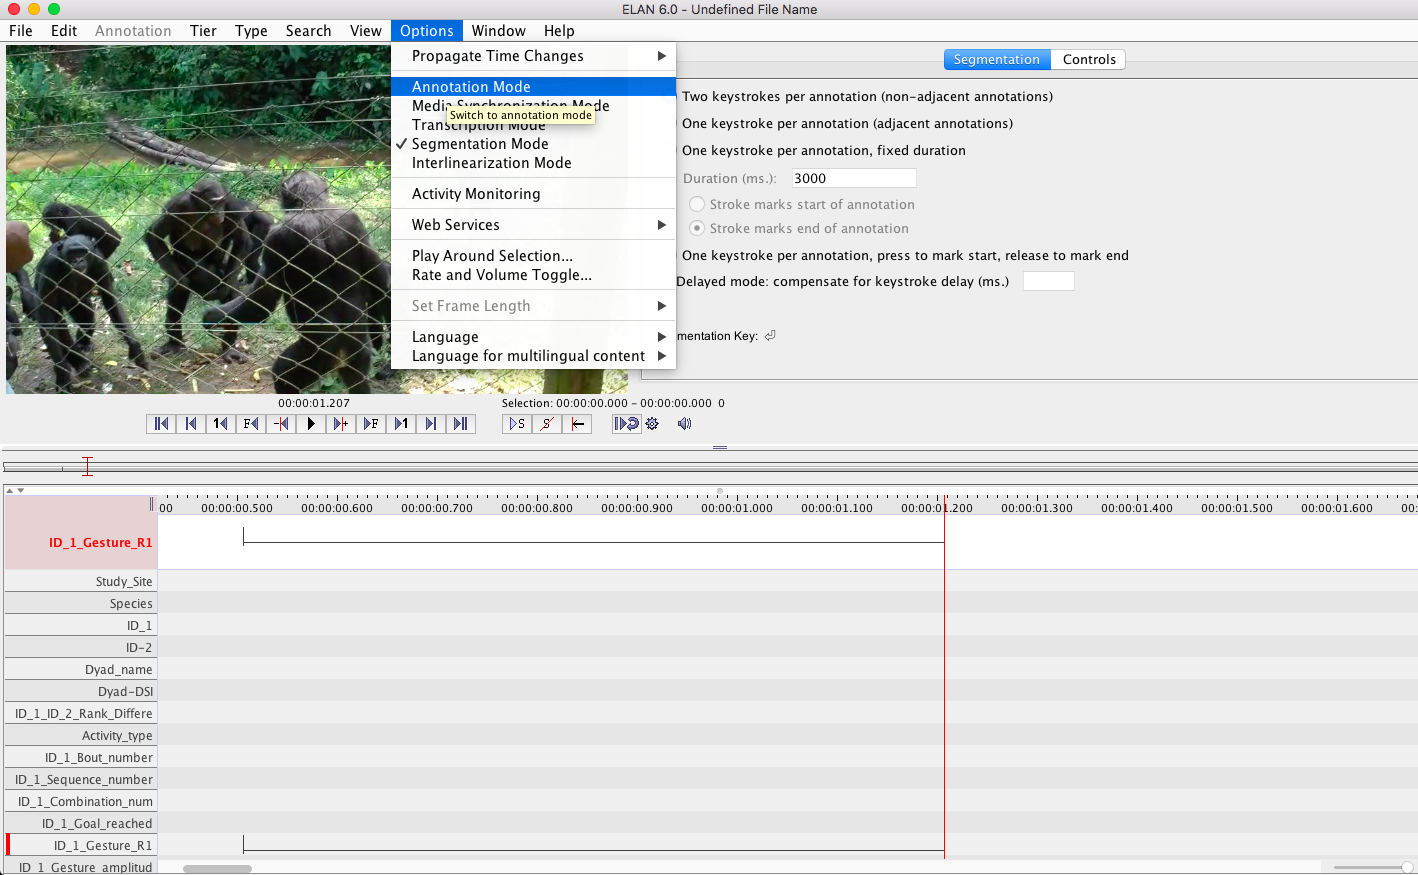 ELAN 6.0 - Undefined File Name
File Edit Annotation Tier Type Search View Options Window Help
Propagate Time Changes
Annotation Mode
Media Synchronization Mode
Switch to annotation mode
Transcription Mode
Segmentation Mode
Interlinearization Mode
Activity Monitoring
Web Services
Play Around Selection...
Rate and Volume Toggle...
Set Frame Length
Language
Language for multilingual content
Segmentation Controls
Two keystrokes per annotation (non-adjacent annotations)
One keystroke per annotation (adjacent annotations)
One keystroke per annotation, fixed duration
Duration (ms.): 3000
Stroke marks start of annotation
Stroke marks end of annotation
One keystroke per annotation, press to mark start, release to mark end
Delayed mode: compensate for keystroke delay (ms.)
mentation Key:
00:00:01.207
Selection: 00:00:00.000 - 00:00:00.000 0
1 F F 1 S S
00 00:00:00.500 00:00:00.600 00:00:00.700 00:00:00.800 00:00:00.900 00:00:01.000 00:00:01.100 00:00:01.200 00:00:01.300 00:00:01.400 00:00:01.500 00:00:01.600 00:
ID_1_Gesture_R1
Study_Site
Species
ID_1
ID-2
Dyad_name
Dyad-DSI
ID_1_ID_2_Rank_Differe
Activity_type
ID_1_Bout_number
ID_1_Sequence_number
ID_1_Combination_num
ID_1_Goal_reached
ID_1_Gesture_R1
ID_1_Gesture_amplitud